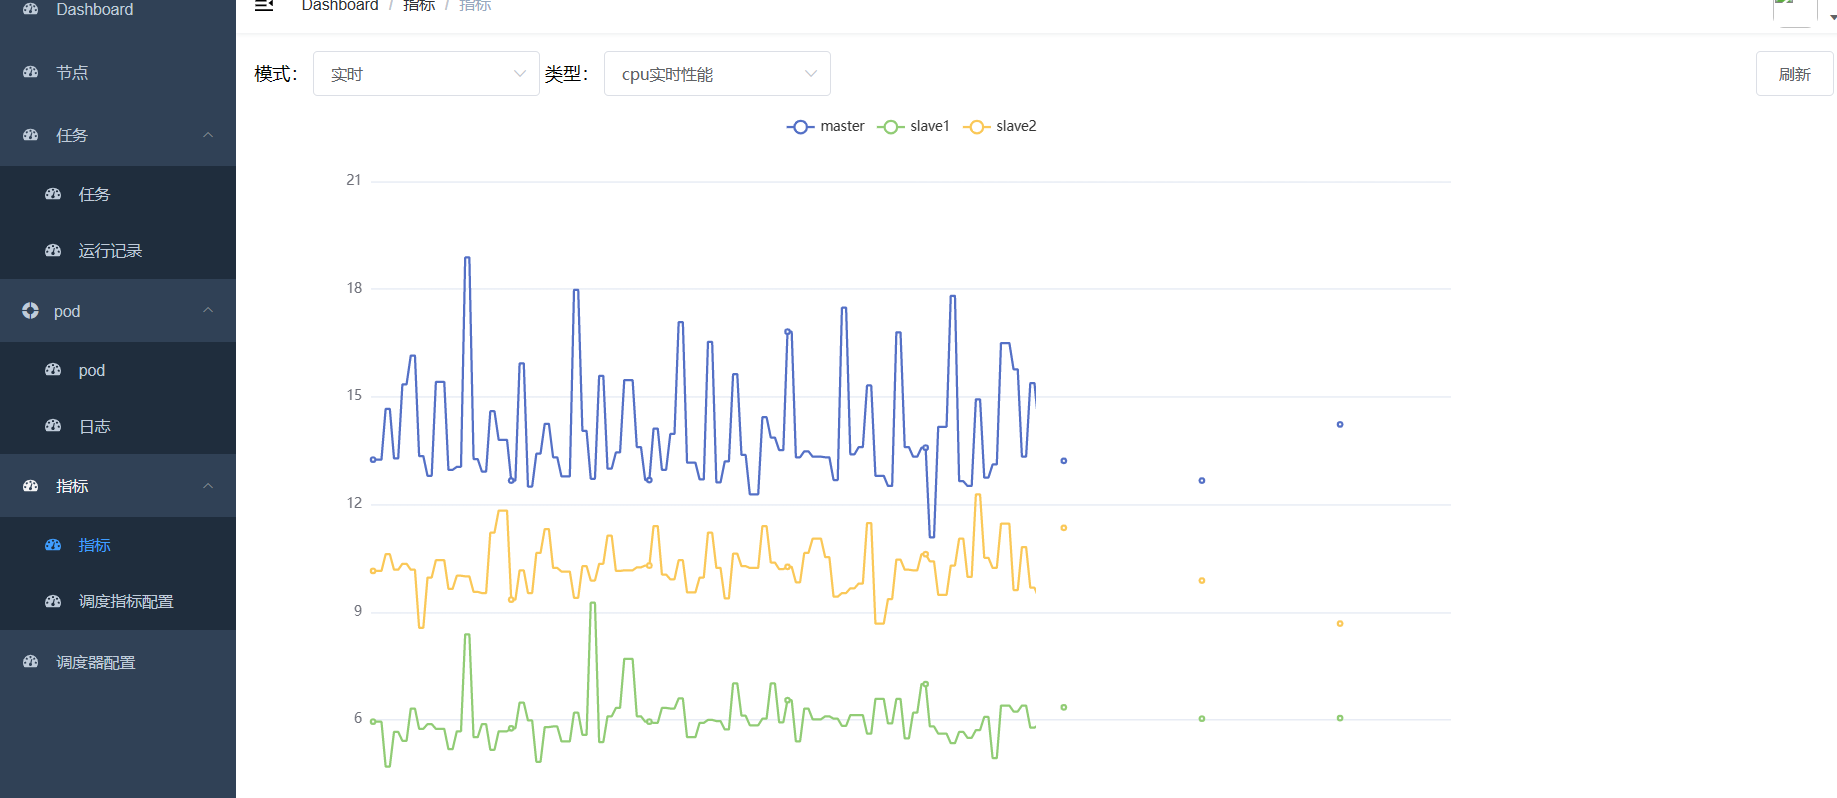 Dashboard
节点
任务
任务
运行记录
pod
pod
日志
指标
指标
调度指标配置
调度器配置
Dashboard / 指标 / 指标
模式： 实时 类型： cpu实时性能 刷新
master slave1 slave2
21
18
15
12
9
6